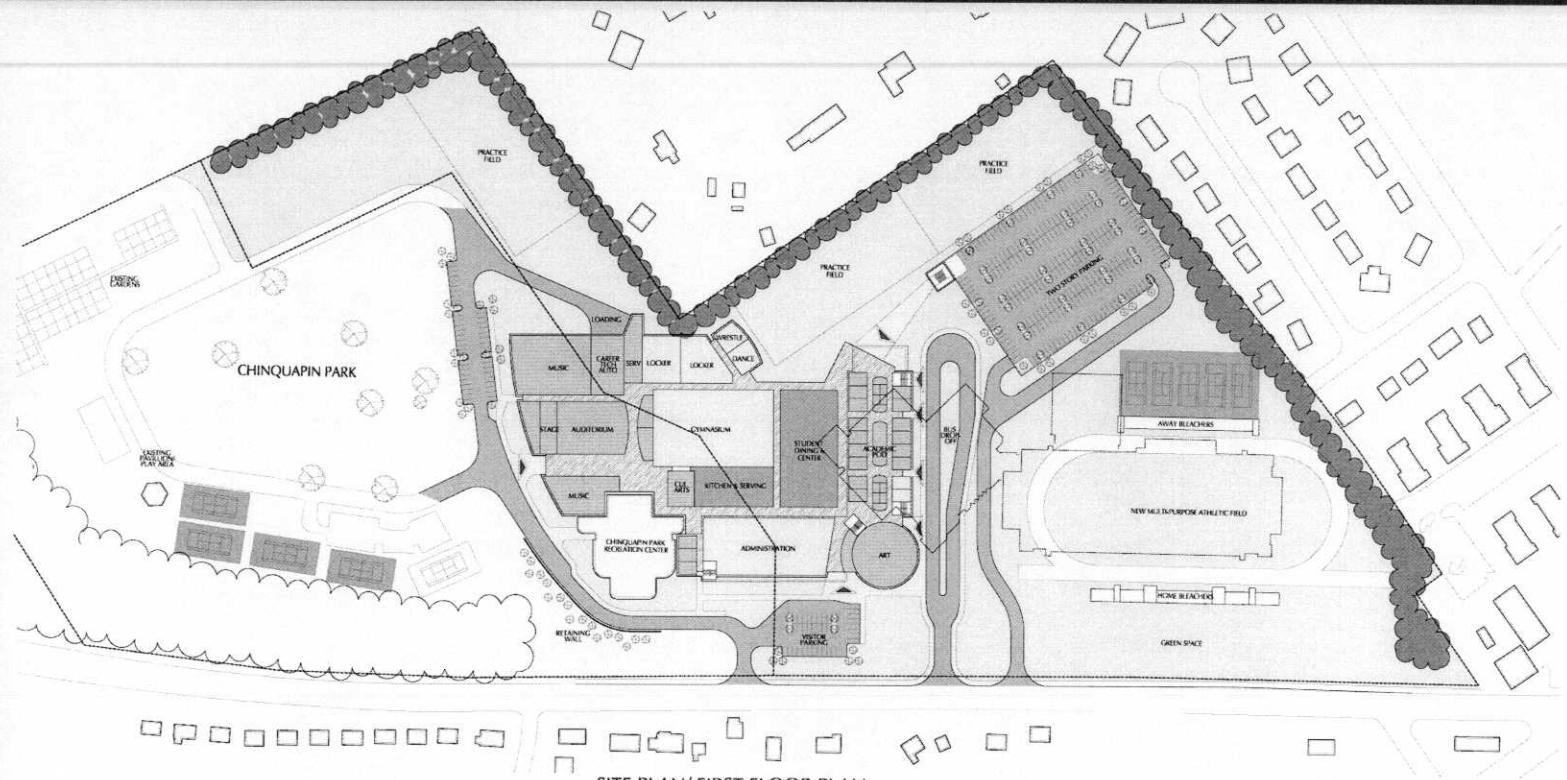 PRACTICE
FIELD
PRACTICE
FIELD
PRACTICE
FIELD
EXISTING
GARDENS
TWO STORY PARKING
LOADING
WRESTLE
DANCE
MUSIC
CAREER
TECH
AUTO
SERV
LOCKER
LOCKER
CHINQUAPIN PARK
STAGE
AUDITORIUM
GYMNASIUM
STUDENT
DINING &
CENTER
ACADEMIC
BUS
DROP
OFF
AWAY BLEACHERS
EXISTING
PAVILLION/
PLAY AREA
MUSIC
CUL
ARTS
KITCHEN & SERVING
NEW MULTI-PURPOSE ATHLETIC FIELD
CHINQUAPIN PARK
RECREATION CENTER
ADMINISTRATION
ART
HOME BLEACHERS
RETAINING
WALL
VISITOR
PARKING
GREEN SPACE
SITE PLAN/ FIRST FLOOR PLAN